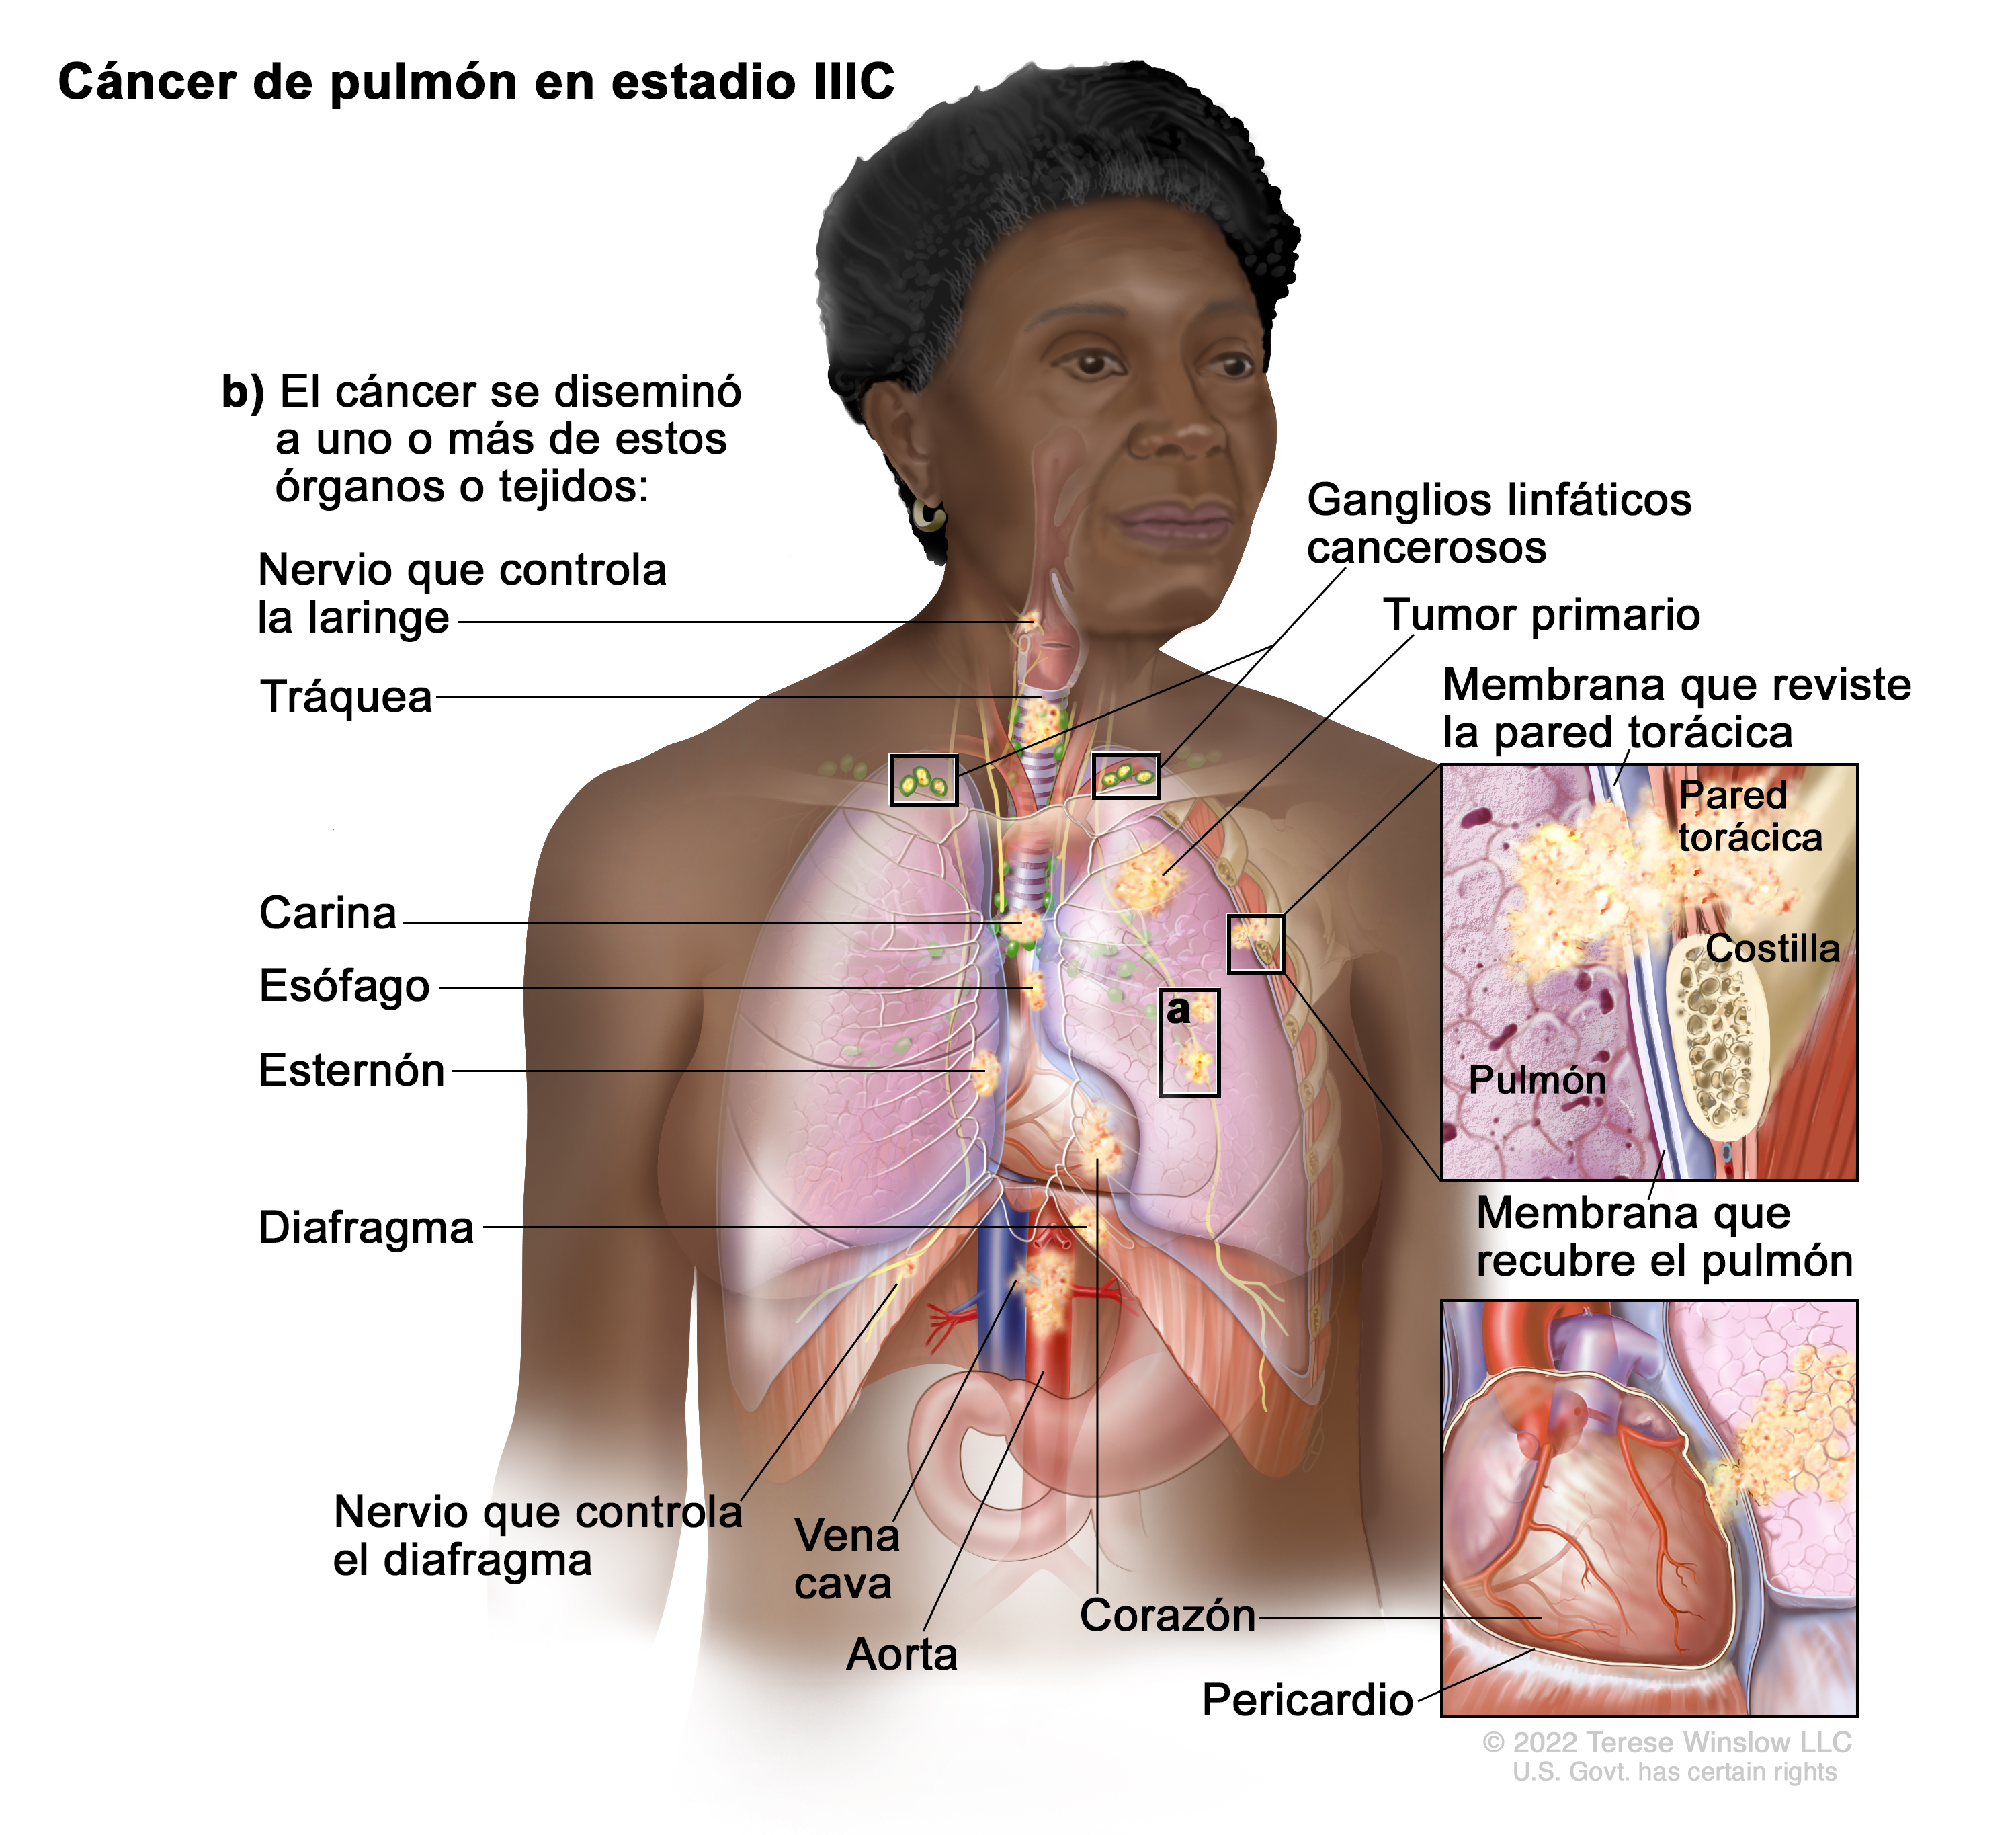 Cáncer de pulmón en estadio IIIC
b) El cáncer se diseminó
a uno o más de estos
órganos o tejidos:
Nervio que controla
la laringe
Tráquea
Carina
Esófago
Esternón
Diafragma
Nervio que controla
el diafragma
Vena
cava
Aorta
Corazón
Pericardio
Ganglios linfáticos
cancerosos
Tumor primario
Membrana que reviste
la pared torácica
Pared
torácica
Costilla
Pulmón
a
Membrana que
recubre el pulmón
© 2022 Terese Winslow LLC
U.S. Govt. has certain rights